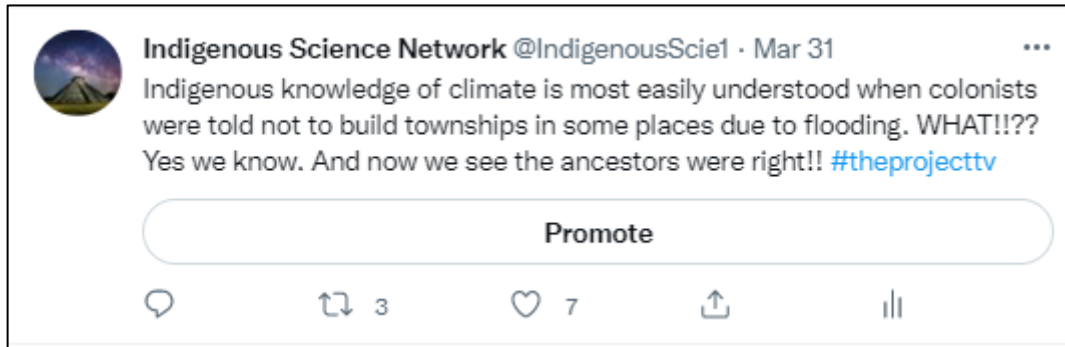 Indigenous Science Network @IndigenousScie1 · Mar 31
Indigenous knowledge of climate is most easily understood when colonists
were told not to build townships in some places due to flooding. WHAT!!??
Yes we know. And now we see the ancestors were right!! #theprojecttv
Promote
3 7